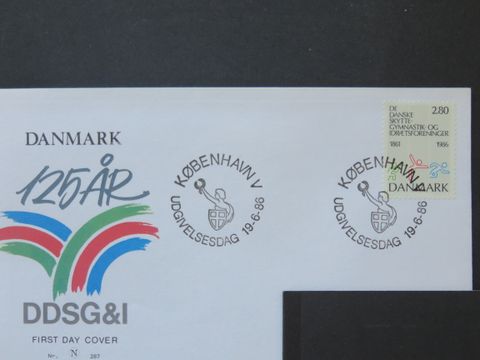 DANMARK
125 ÅR
DDSG&I
FIRST DAY COVER
Nr. N 287
KØBENHAVN V
UDGIVELSESDAG 19-6-86
KØBENHAVN V
UDGIVELSESDAG 19-6-86
DE 2.80
DANSKE
SKYTTE-
GYMNASTIK- OG
IDRÆTSFORENINGER
1861 1986
DANMARK